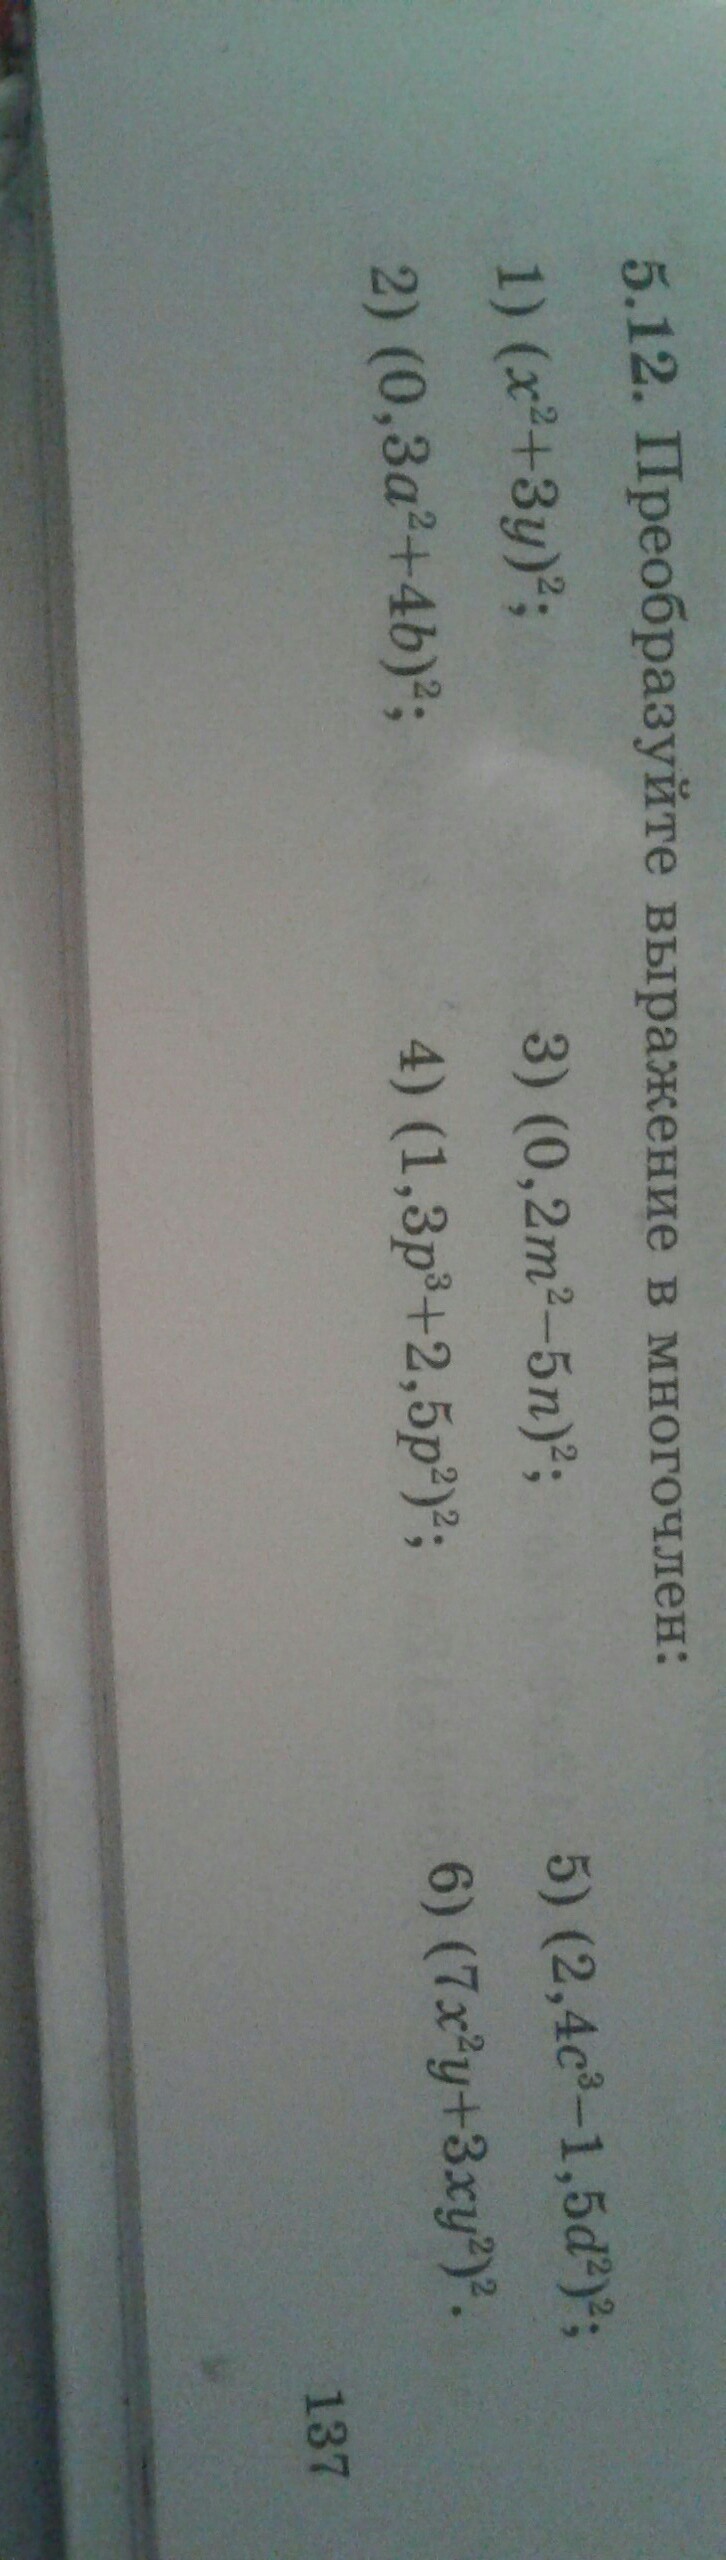 5.12. Преобразуйте выражение в многочлен:
1) (x²+3y)²; 3) (0,2m²–5n)²; 5) (2,4c³–1,5d²)²;
2) (0,3a²+4b)²; 4) (1,3p³+2,5p²)²; 6) (7x²y+3xy²)².
137